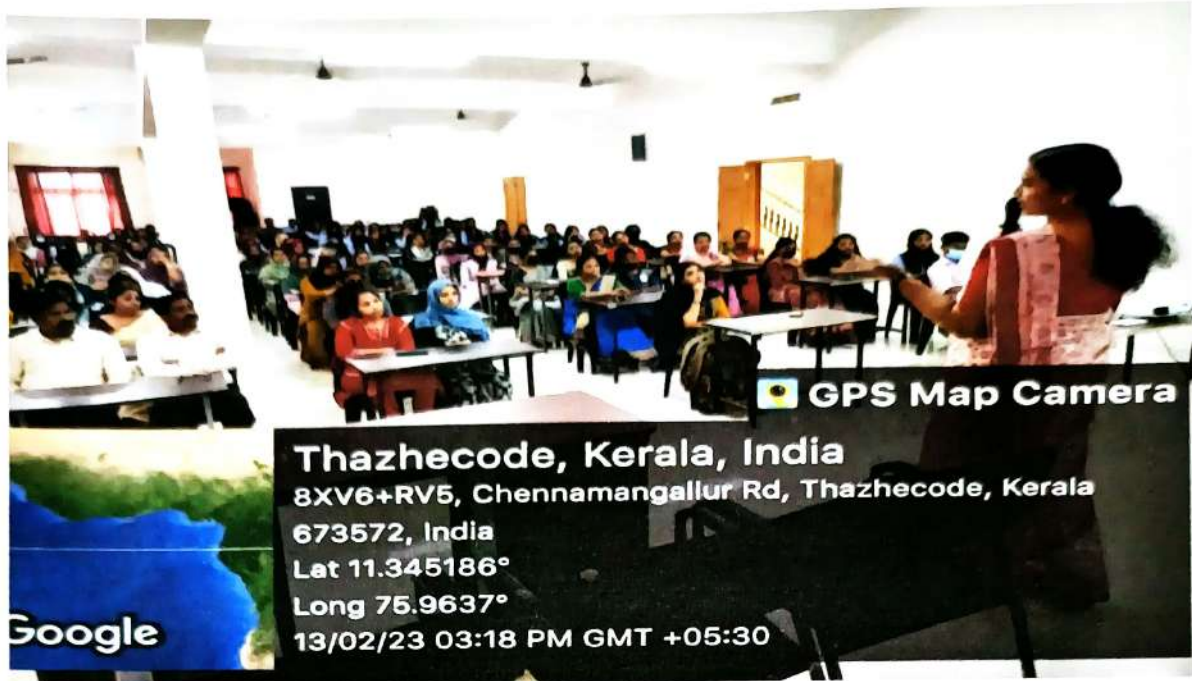 GPS Map Camera
Thazhecode, Kerala, India
8XV6+RV5, Chennamangallur Rd, Thazhecode, Kerala
673572, India
Lat 11.345186°
Long 75.9637°
13/02/23 03:18 PM GMT +05:30
Google